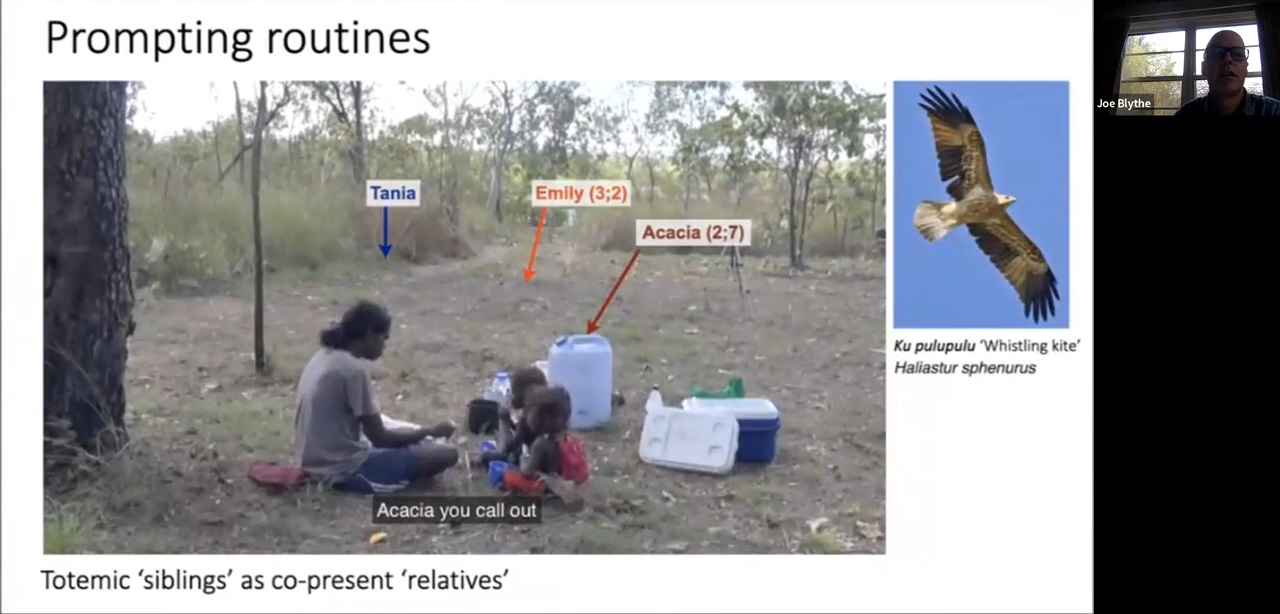 Prompting routines
Joe Blythe
Tania
Emily (3;2)
Acacia (2;7)
Ku pulupulu ‘Whistling kite’
Haliastur sphenurus
Acacia you call out
Totemic ‘siblings’ as co-present ‘relatives’